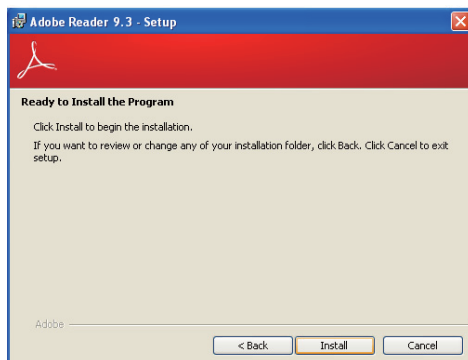 Adobe Reader 9.3 - Setup
Ready to Install the Program
Click Install to begin the installation.
If you want to review or change any of your installation folder, click Back. Click Cancel to exit
setup.
Adobe
< Back Install Cancel